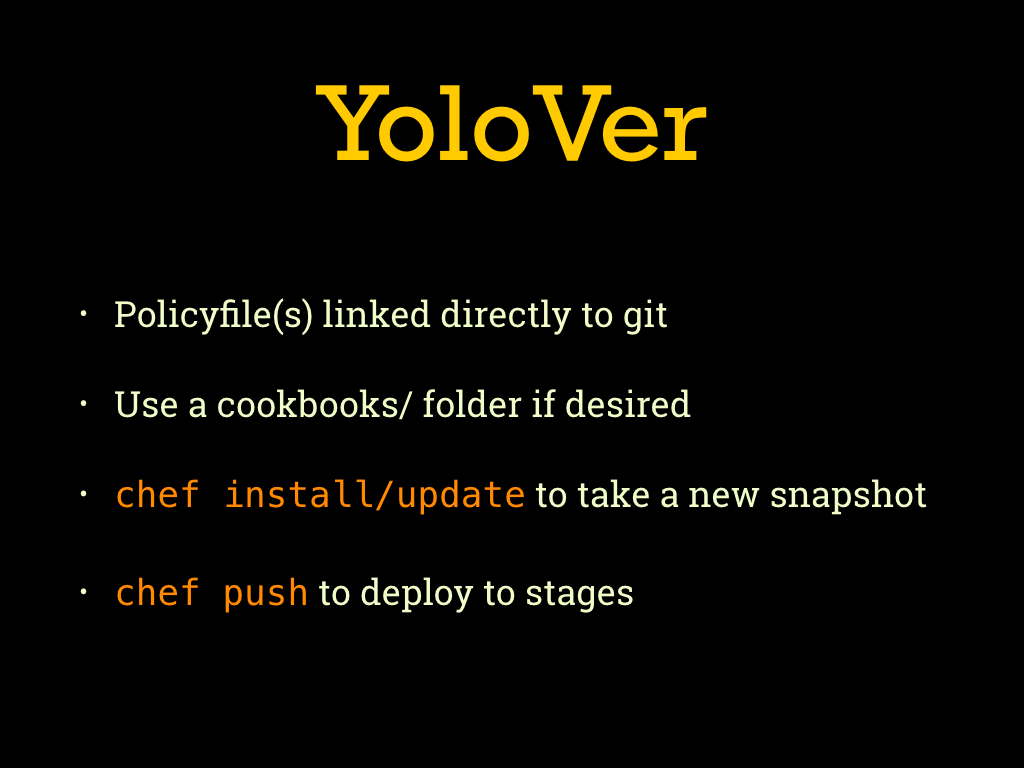 YoloVer
• Policyfile(s) linked directly to git
• Use a cookbooks/ folder if desired
• chef install/update to take a new snapshot
• chef push to deploy to stages